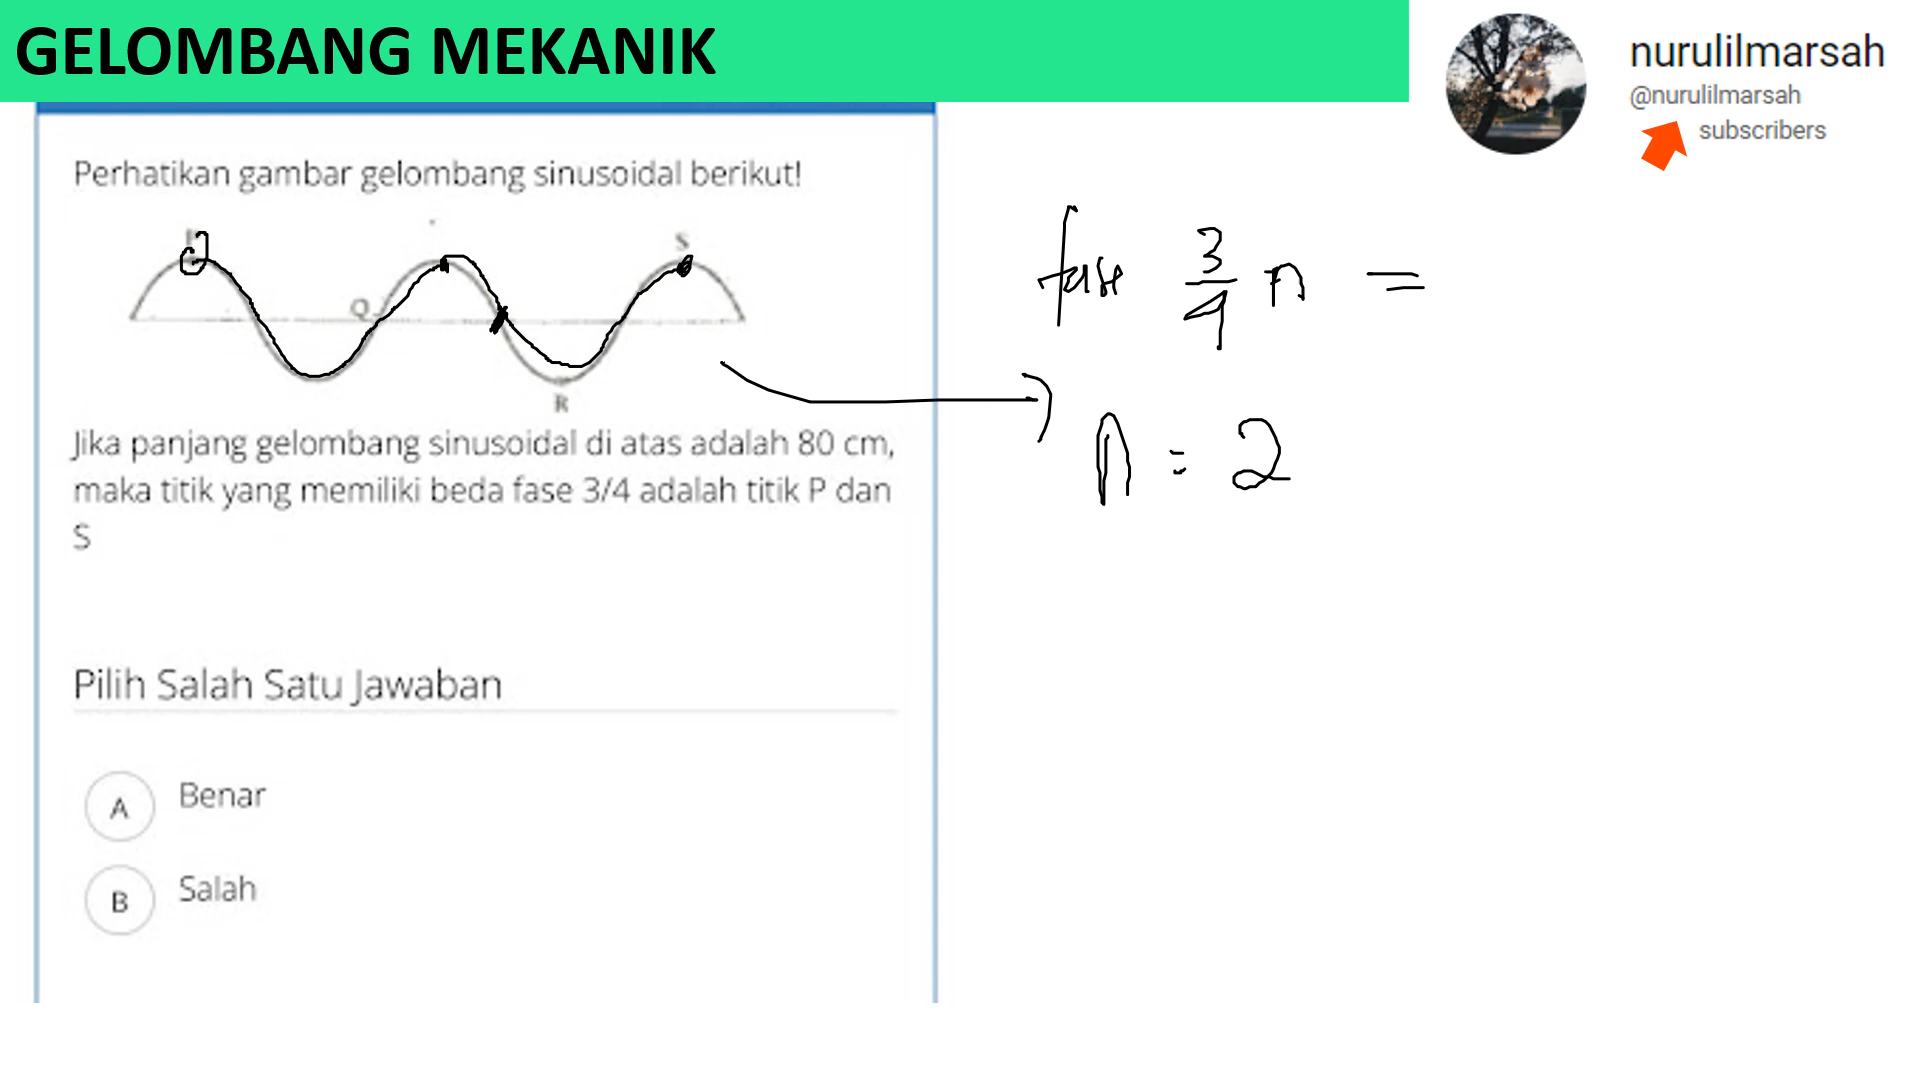 GELOMBANG MEKANIK
nurulilmarsah
@nurulilmarsah
subscribers
Perhatikan gambar gelombang sinusoidal berikut!
S
Q
R
Jika panjang gelombang sinusoidal di atas adalah 80 cm,
maka titik yang memiliki beda fase 3/4 adalah titik P dan
S
Pilih Salah Satu Jawaban
A Benar
B Salah
fase 3/4 n =
n = 2